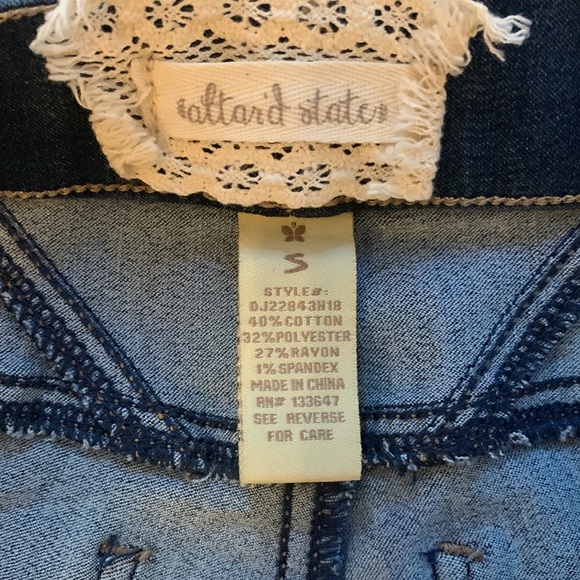 altar'd state
S
STYLE#:
DJ22843H18
40%COTTON
32%POLYESTER
27%RAYON
1%SPANDEX
MADE IN CHINA
RN# 133647
SEE REVERSE
FOR CARE